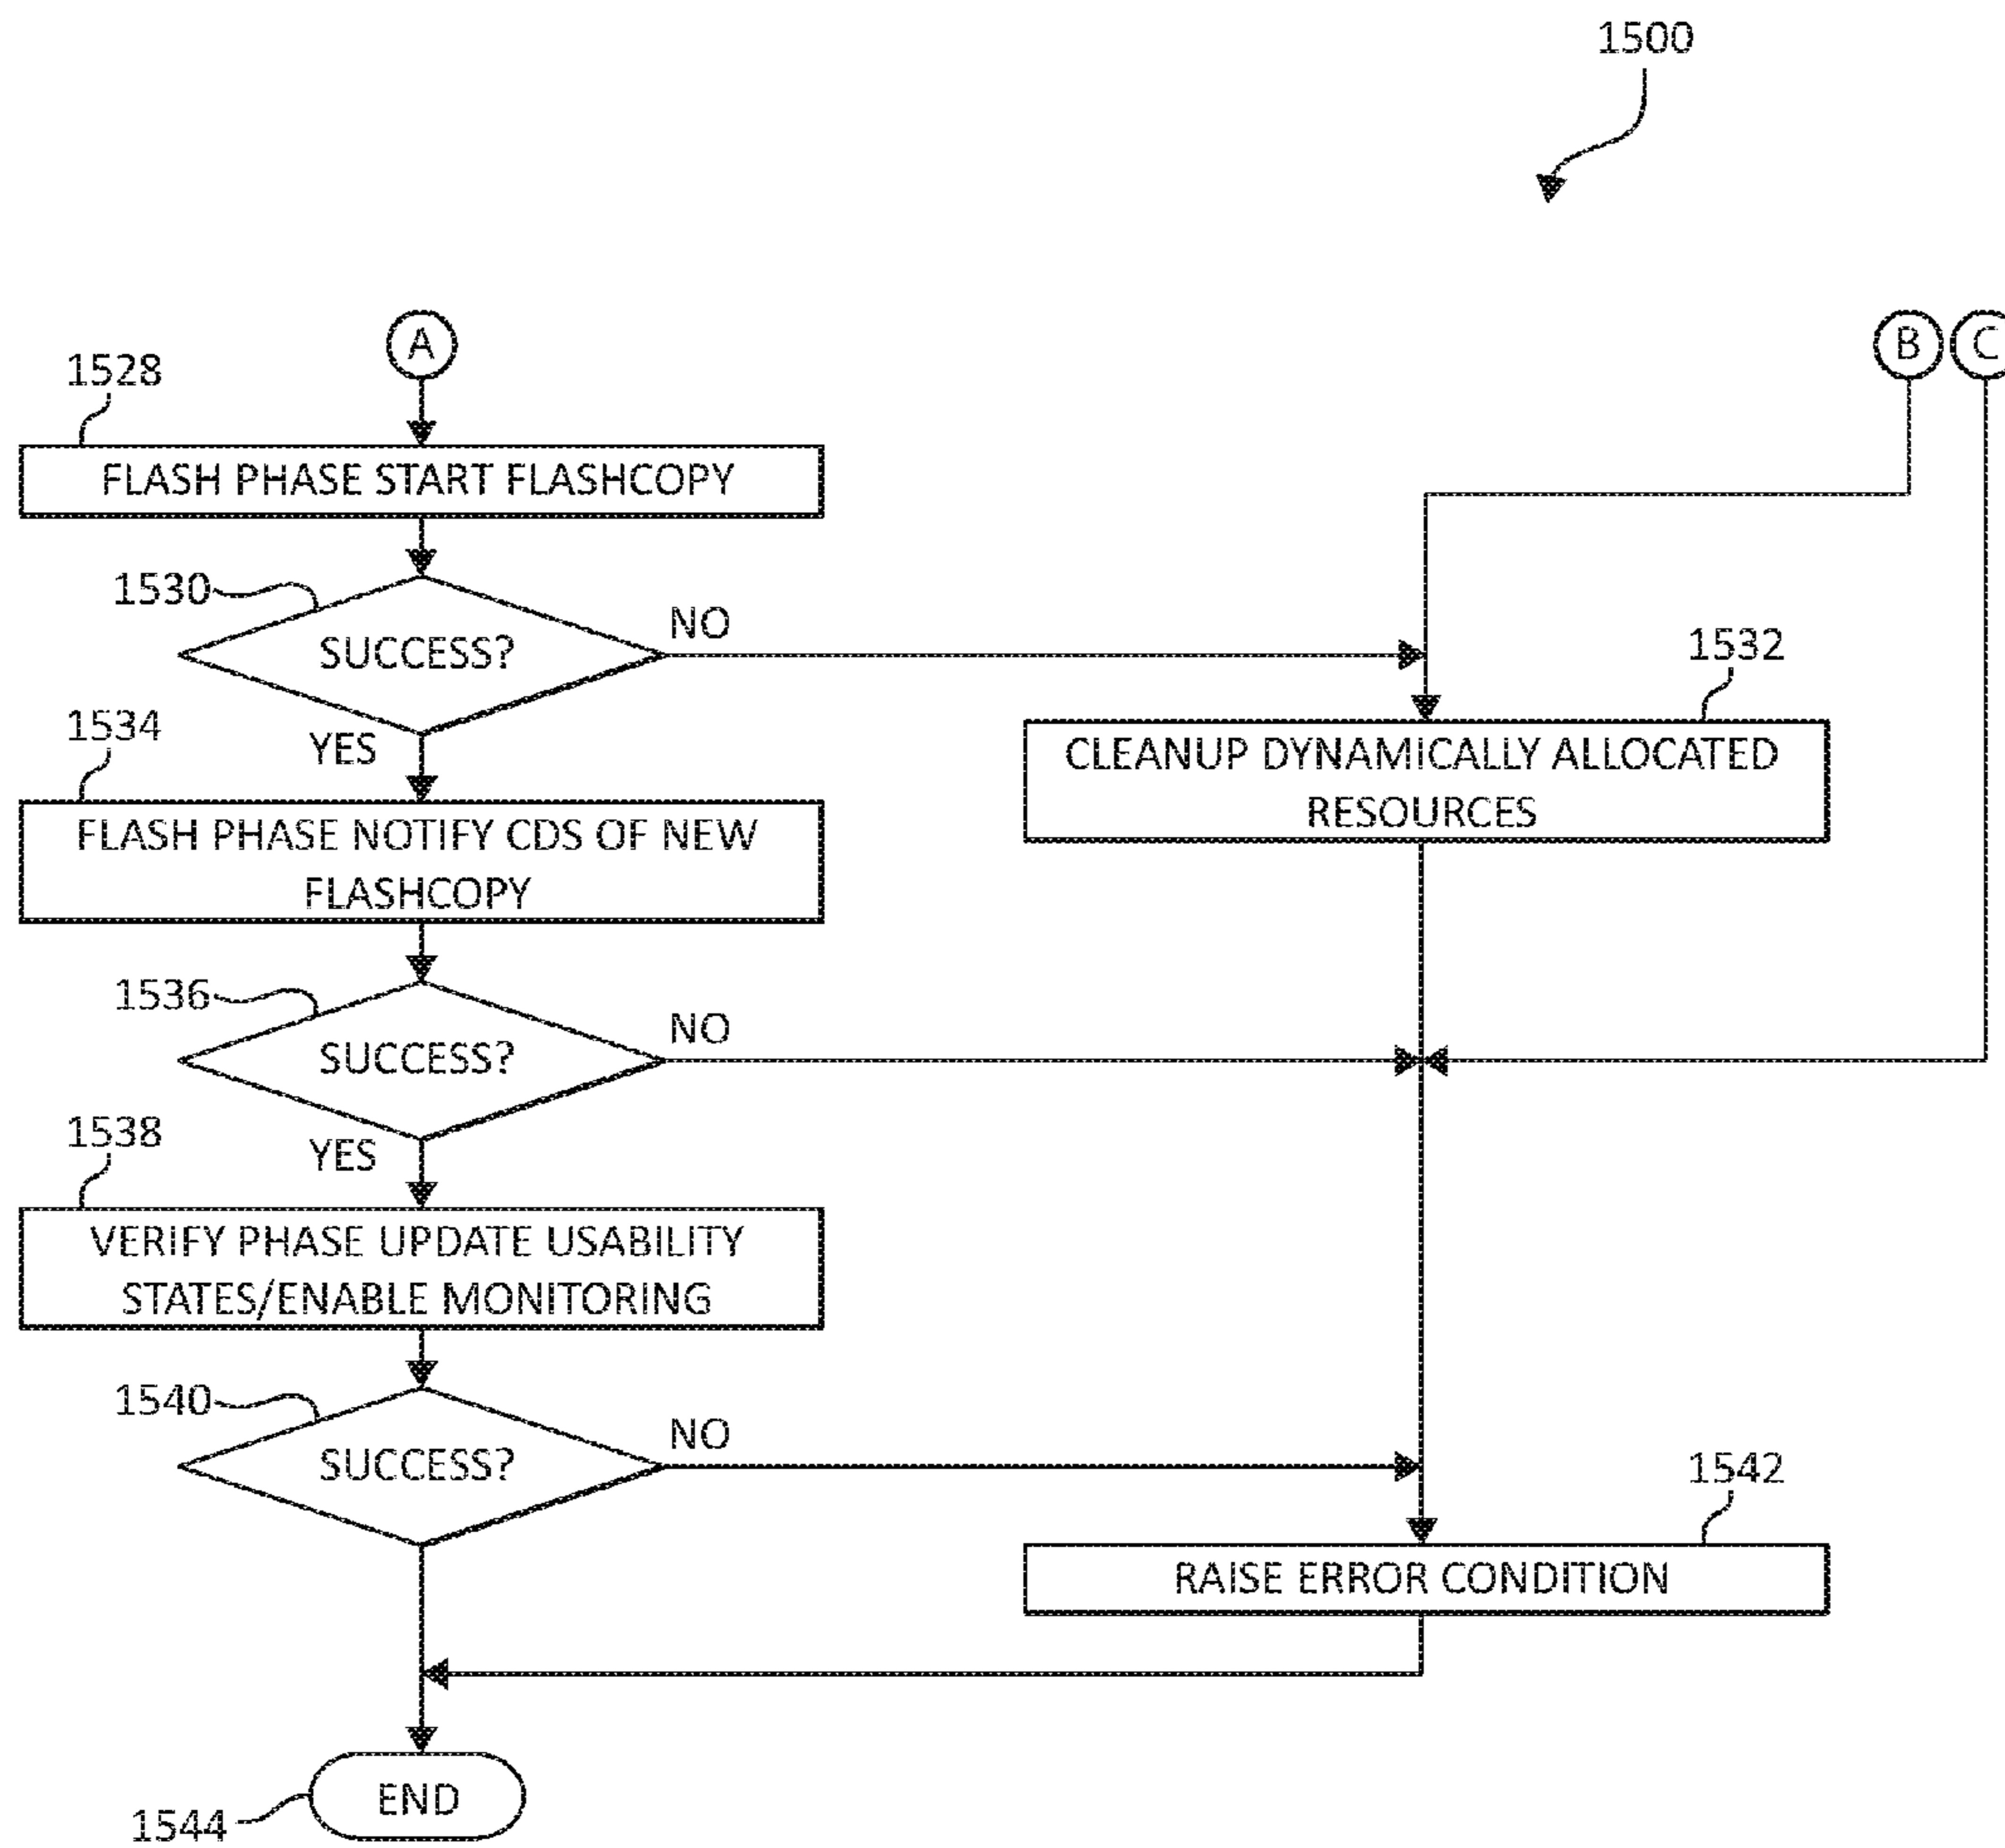 1500
A
B
C
1528
FLASH PHASE START FLASHCOPY
1530
SUCCESS?
NO
1532
YES
1534
CLEANUP DYNAMICALLY ALLOCATED
RESOURCES
FLASH PHASE NOTIFY CDS OF NEW
FLASHCOPY
1536
SUCCESS?
NO
YES
1538
VERIFY PHASE UPDATE USABILITY
STATES/ENABLE MONITORING
1540
SUCCESS?
NO
1542
RAISE ERROR CONDITION
END
1544